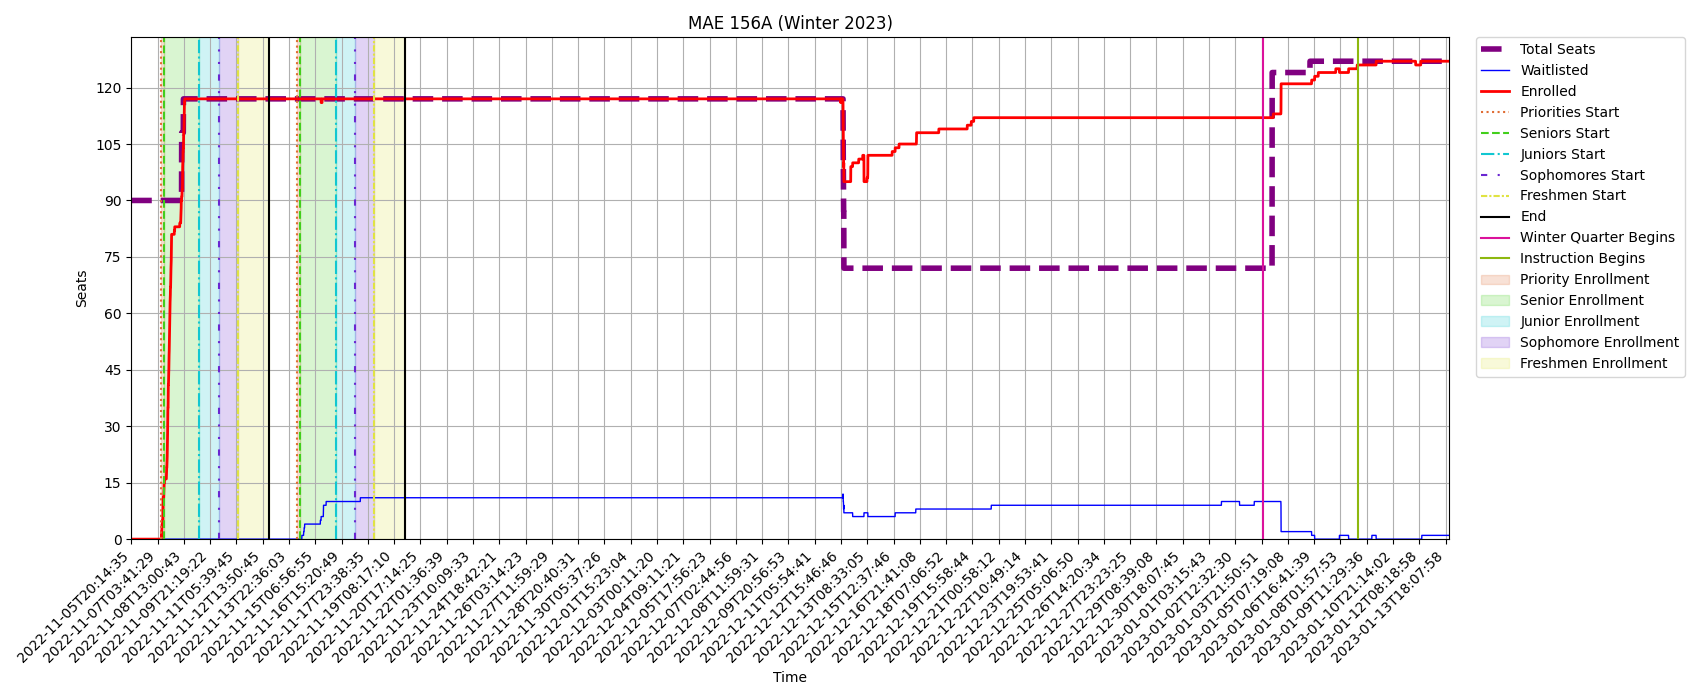 MAE 156A (Winter 2023)
Seats
120
105
90
75
60
45
30
15
0
2022-11-05T20:14:35
2022-11-07T03:41:29
2022-11-08T13:00:43
2022-11-09T21:19:22
2022-11-11T05:39:45
2022-11-12T13:50:45
2022-11-13T22:36:03
2022-11-15T06:56:55
2022-11-16T15:20:49
2022-11-17T23:38:35
2022-11-19T08:17:10
2022-11-20T17:14:25
2022-11-22T01:36:39
2022-11-23T10:09:33
2022-11-24T18:42:21
2022-11-26T03:14:23
2022-11-27T11:59:29
2022-11-28T20:40:31
2022-11-30T05:37:26
2022-12-01T15:23:04
2022-12-03T00:11:20
2022-12-04T09:11:21
2022-12-05T17:56:23
2022-12-07T02:44:56
2022-12-08T11:59:31
2022-12-09T20:56:53
2022-12-11T05:54:41
2022-12-12T15:46:46
2022-12-15T08:33:05
2022-12-15T12:37:46
2022-12-16T21:41:08
2022-12-18T07:06:52
2022-12-19T15:58:44
2022-12-21T00:58:12
2022-12-22T10:49:14
2022-12-23T19:53:41
2022-12-25T05:06:50
2022-12-26T14:20:34
2022-12-27T23:23:25
2022-12-29T08:39:08
2022-12-30T18:07:45
2023-01-01T03:15:43
2023-01-02T12:32:30
2023-01-03T21:50:51
2023-01-05T07:19:08
2023-01-06T16:41:39
2023-01-08T01:57:53
2023-01-09T11:29:36
2023-01-10T21:14:02
2023-01-12T08:18:58
2023-01-13T18:07:58
Time
Total Seats
Waitlisted
Enrolled
Priorities Start
Seniors Start
Juniors Start
Sophomores Start
Freshmen Start
End
Winter Quarter Begins
Instruction Begins
Priority Enrollment
Senior Enrollment
Junior Enrollment
Sophomore Enrollment
Freshmen Enrollment